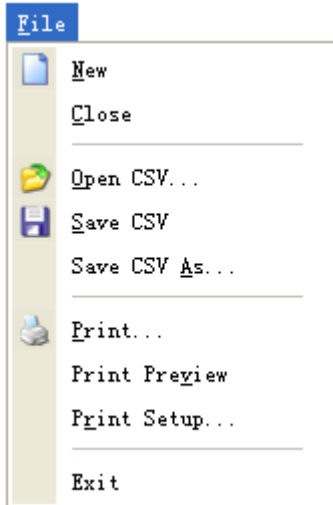 File
New
Close
Open CSV...
Save CSV
Save CSV As...
Print...
Print Preview
Print Setup...
Exit